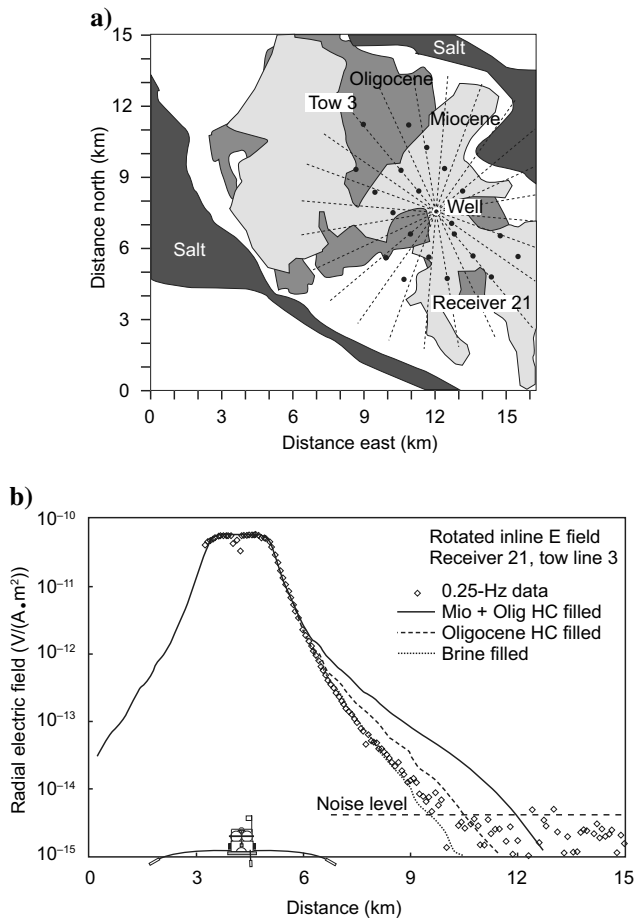 a)
15
12
9
6
3
0
Distance north (km)
Salt
Oligocene
Tow 3
Miocene
Well
Salt
Receiver 21
0 3 6 9 12 15
Distance east (km)
b)
Radial electric field (V/(A•m²))
10⁻¹⁰
10⁻¹¹
10⁻¹²
10⁻¹³
10⁻¹⁴
10⁻¹⁵
Rotated inline E field
Receiver 21, tow line 3
0.25-Hz data
Mio + Olig HC filled
Oligocene HC filled
Brine filled
Noise level
0 3 6 9 12 15
Distance (km)